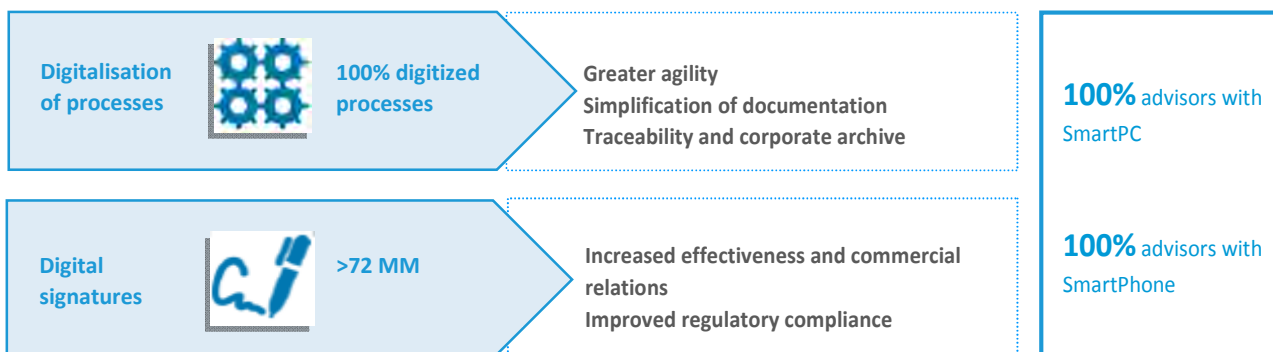 Digitalisation
of processes
100% digitized
processes
Greater agility
Simplification of documentation
Traceability and corporate archive
Digital
signatures
>72 MM
Increased effectiveness and commercial
relations
Improved regulatory compliance
100% advisors with
SmartPC
100% advisors with
SmartPhone